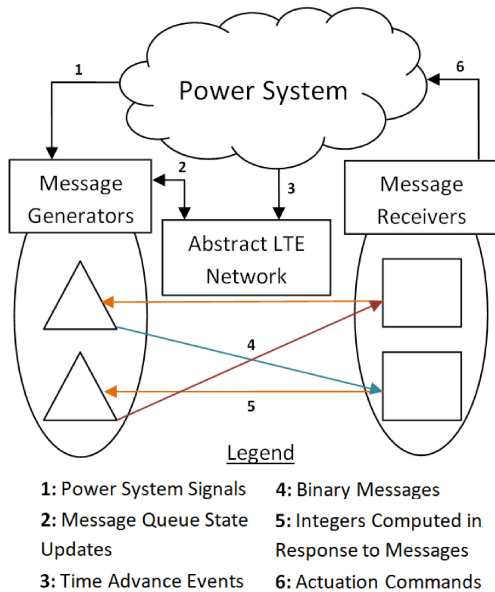 1
6
Power System
2
3
Message
Generators
Message
Receivers
Abstract LTE
Network
4
5
Legend
1: Power System Signals
2: Message Queue State
Updates
3: Time Advance Events
4: Binary Messages
5: Integers Computed in
Response to Messages
6: Actuation Commands